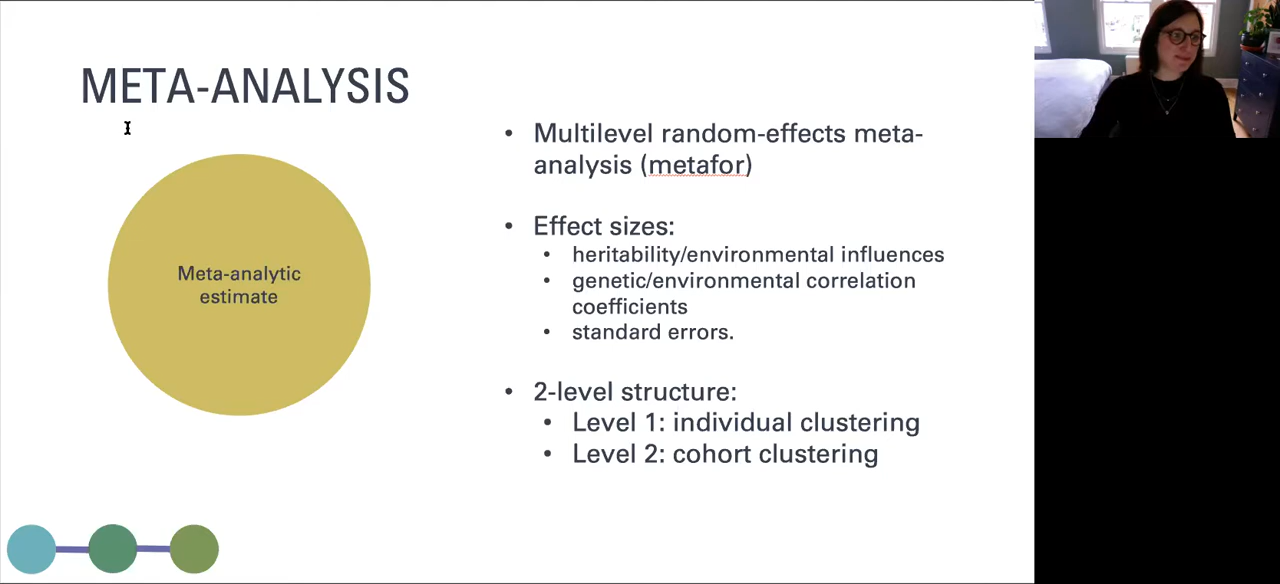 META-ANALYSIS
Meta-analytic
estimate
• Multilevel random-effects meta-
analysis (metafor)
• Effect sizes:
• heritability/environmental influences
• genetic/environmental correlation
coefficients
• standard errors.
• 2-level structure:
• Level 1: individual clustering
• Level 2: cohort clustering